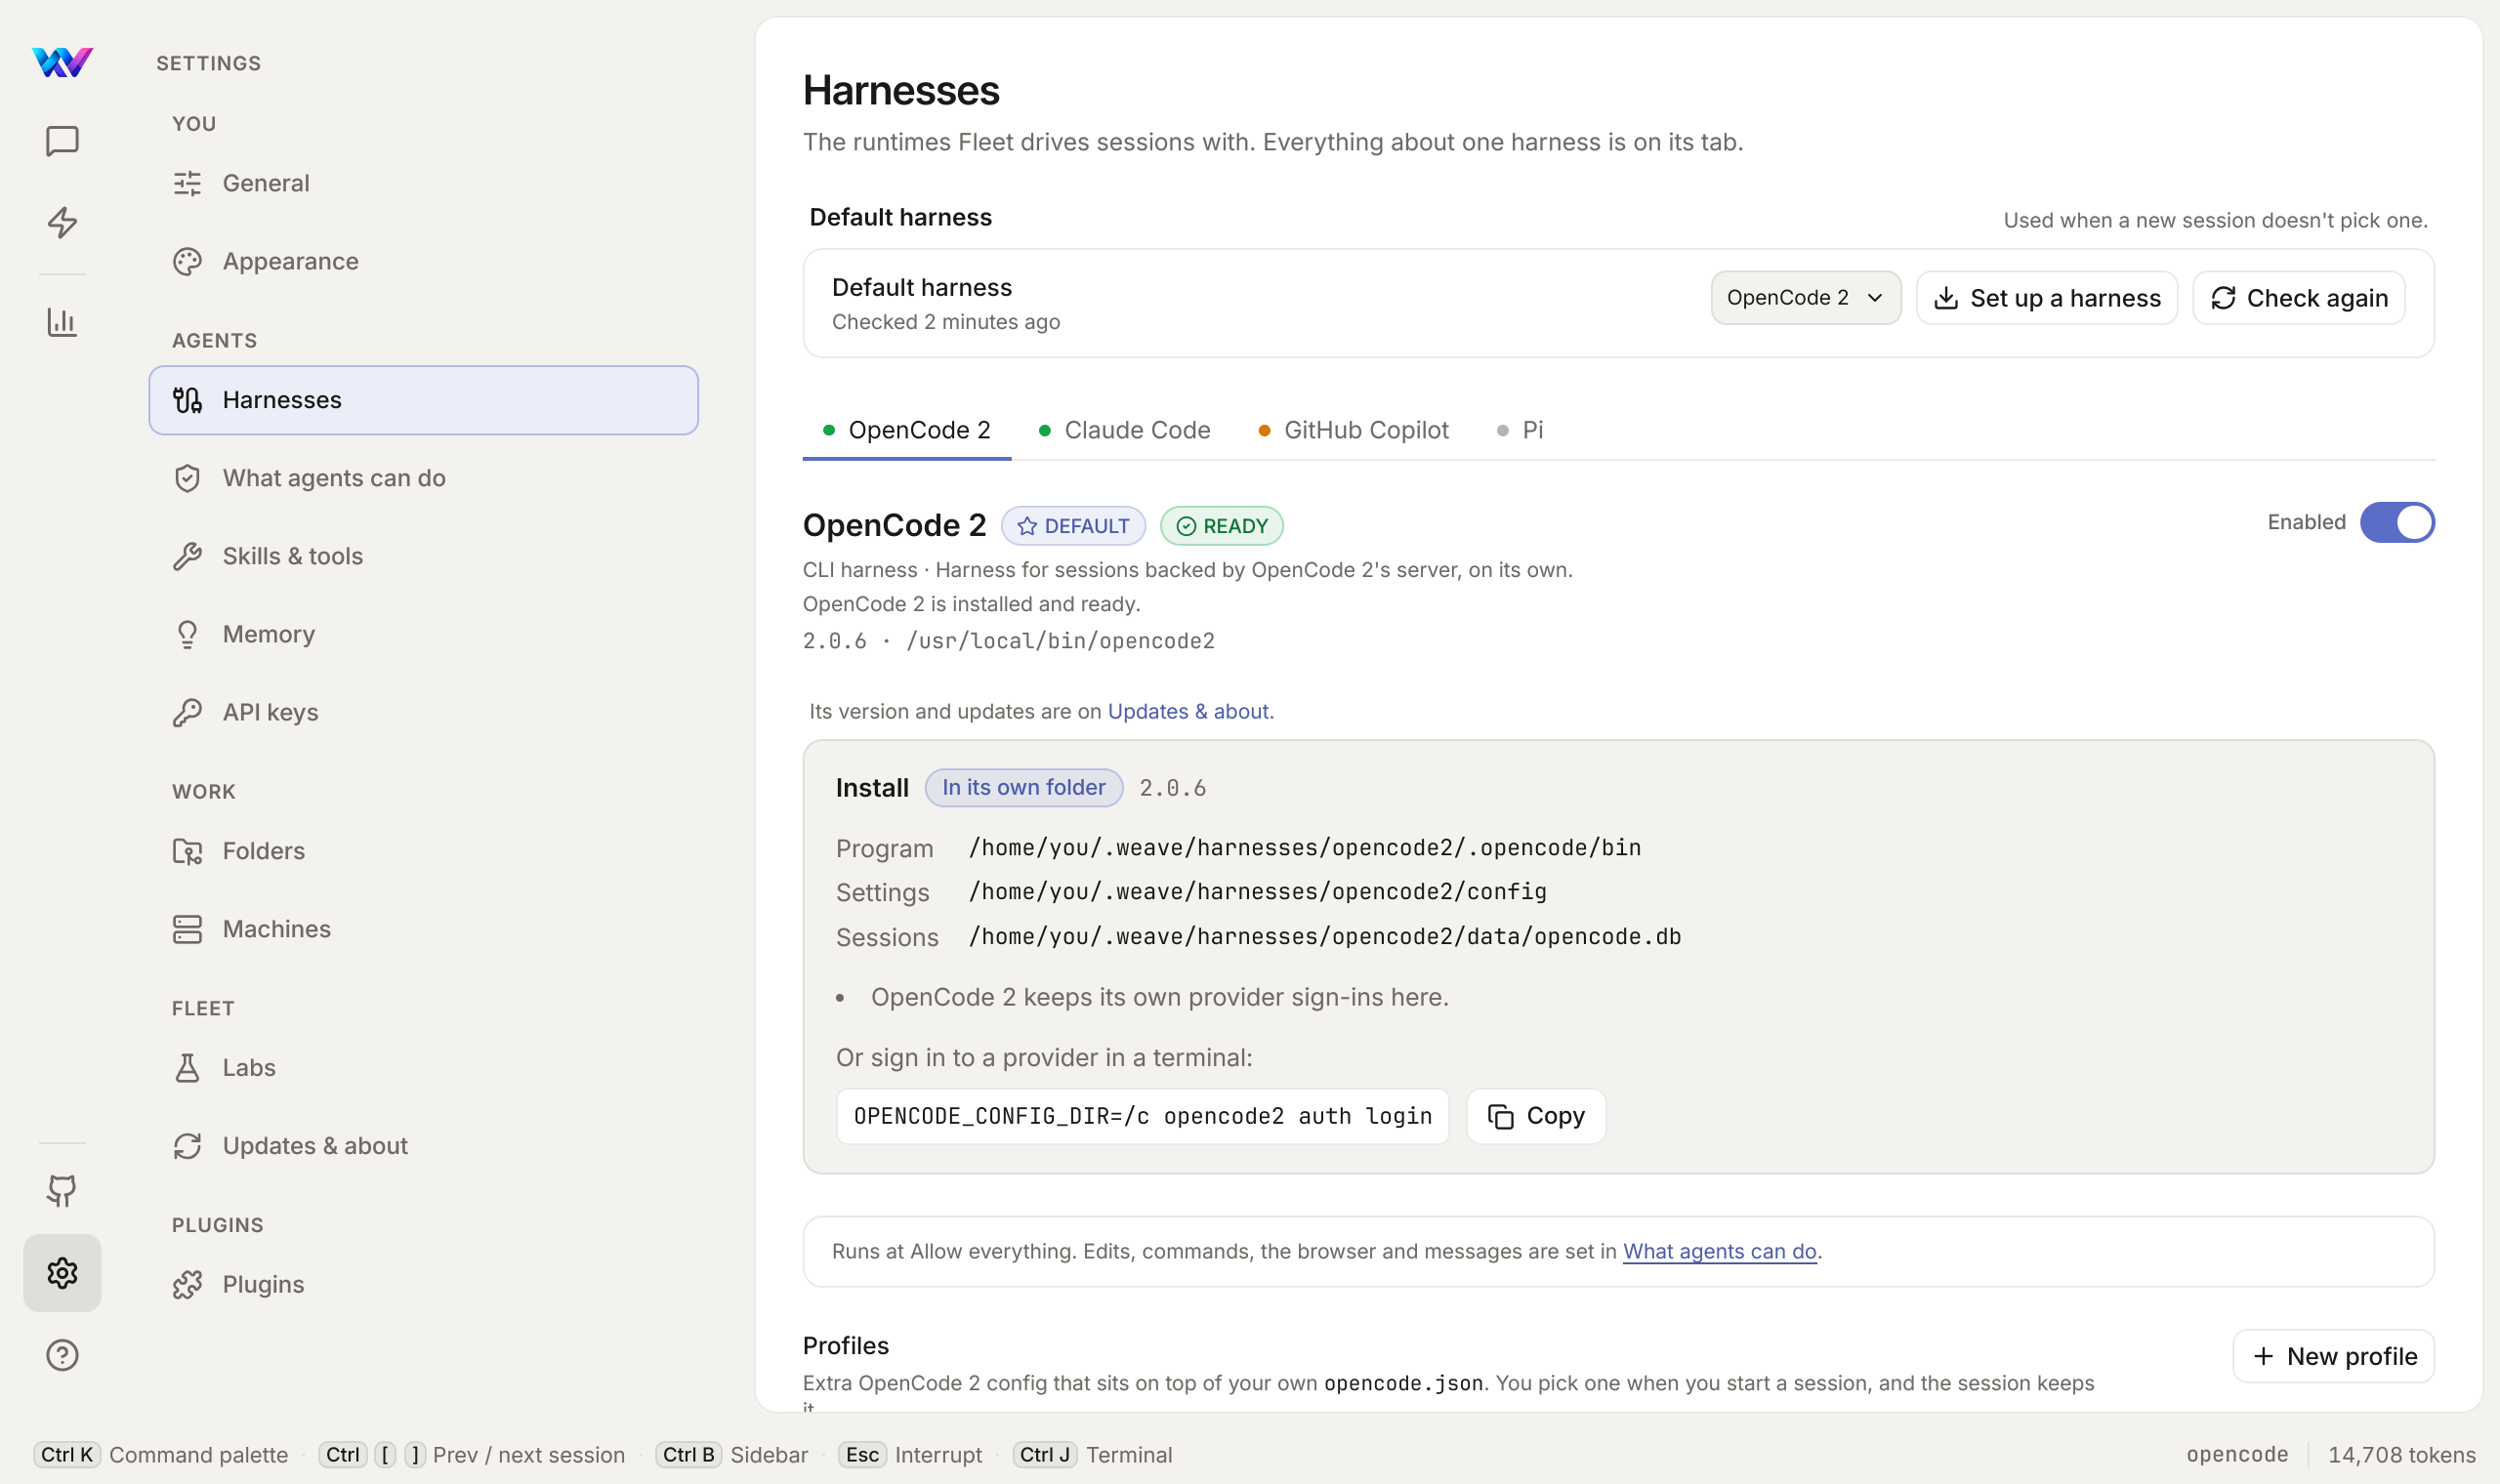 SETTINGS
YOU
General
Appearance
AGENTS
Harnesses
What agents can do
Skills & tools
Memory
API keys
WORK
Folders
Machines
FLEET
Labs
Updates & about
PLUGINS
Plugins
Harnesses
The runtimes Fleet drives sessions with. Everything about one harness is on its tab.
Default harness
Used when a new session doesn't pick one.
Default harness
Checked 2 minutes ago
OpenCode 2
Set up a harness
Check again
OpenCode 2
Claude Code
GitHub Copilot
Pi
OpenCode 2
DEFAULT
READY
Enabled
CLI harness · Harness for sessions backed by OpenCode 2's server, on its own.
OpenCode 2 is installed and ready.
2.0.6 · /usr/local/bin/opencode2
Its version and updates are on Updates & about.
Install
In its own folder
2.0.6
Program /home/you/.weave/harnesses/opencode2/.opencode/bin
Settings /home/you/.weave/harnesses/opencode2/config
Sessions /home/you/.weave/harnesses/opencode2/data/opencode.db
• OpenCode 2 keeps its own provider sign-ins here.
Or sign in to a provider in a terminal:
OPENCODE_CONFIG_DIR=/c opencode2 auth login
Copy
Runs at Allow everything. Edits, commands, the browser and messages are set in What agents can do.
Profiles
New profile
Extra OpenCode 2 config that sits on top of your own opencode.json. You pick one when you start a session, and the session keeps
it
Ctrl K Command palette · Ctrl [ ] Prev / next session · Ctrl B Sidebar · Esc Interrupt · Ctrl J Terminal
opencode
14,708 tokens